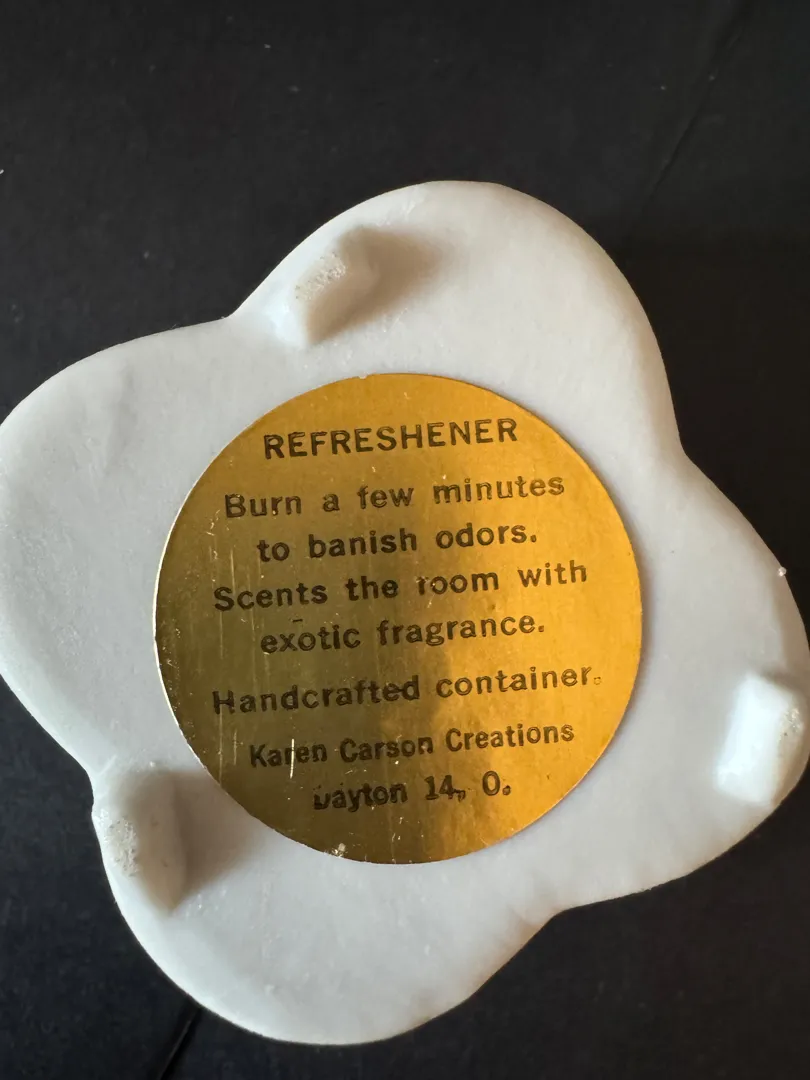 REFRESHENER
Burn a few minutes
to banish odors.
Scents the room with
exotic fragrance.
Handcrafted container.
Karen Carson Creations
Dayton 14, O.